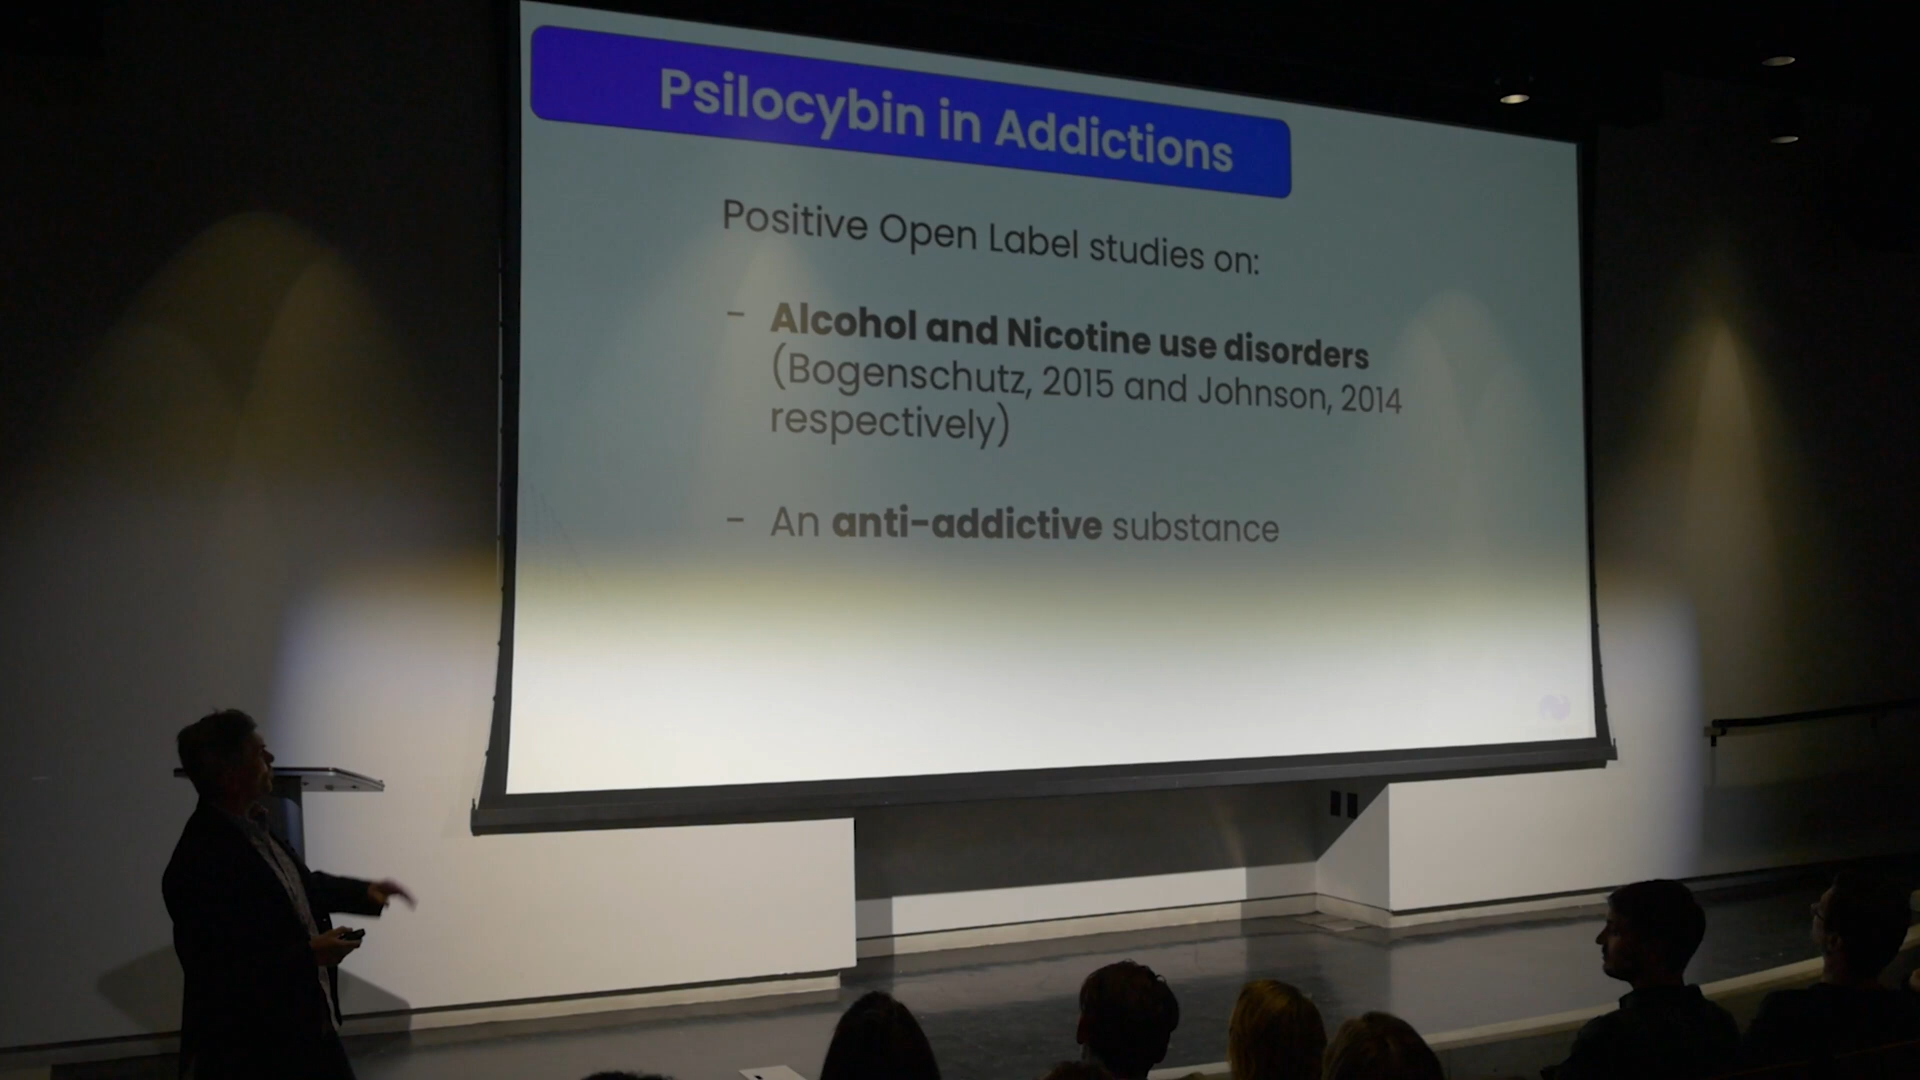 Psilocybin in Addictions
Positive Open Label studies on:
- Alcohol and Nicotine use disorders
(Bogenschutz, 2015 and Johnson, 2014
respectively)
- An anti-addictive substance